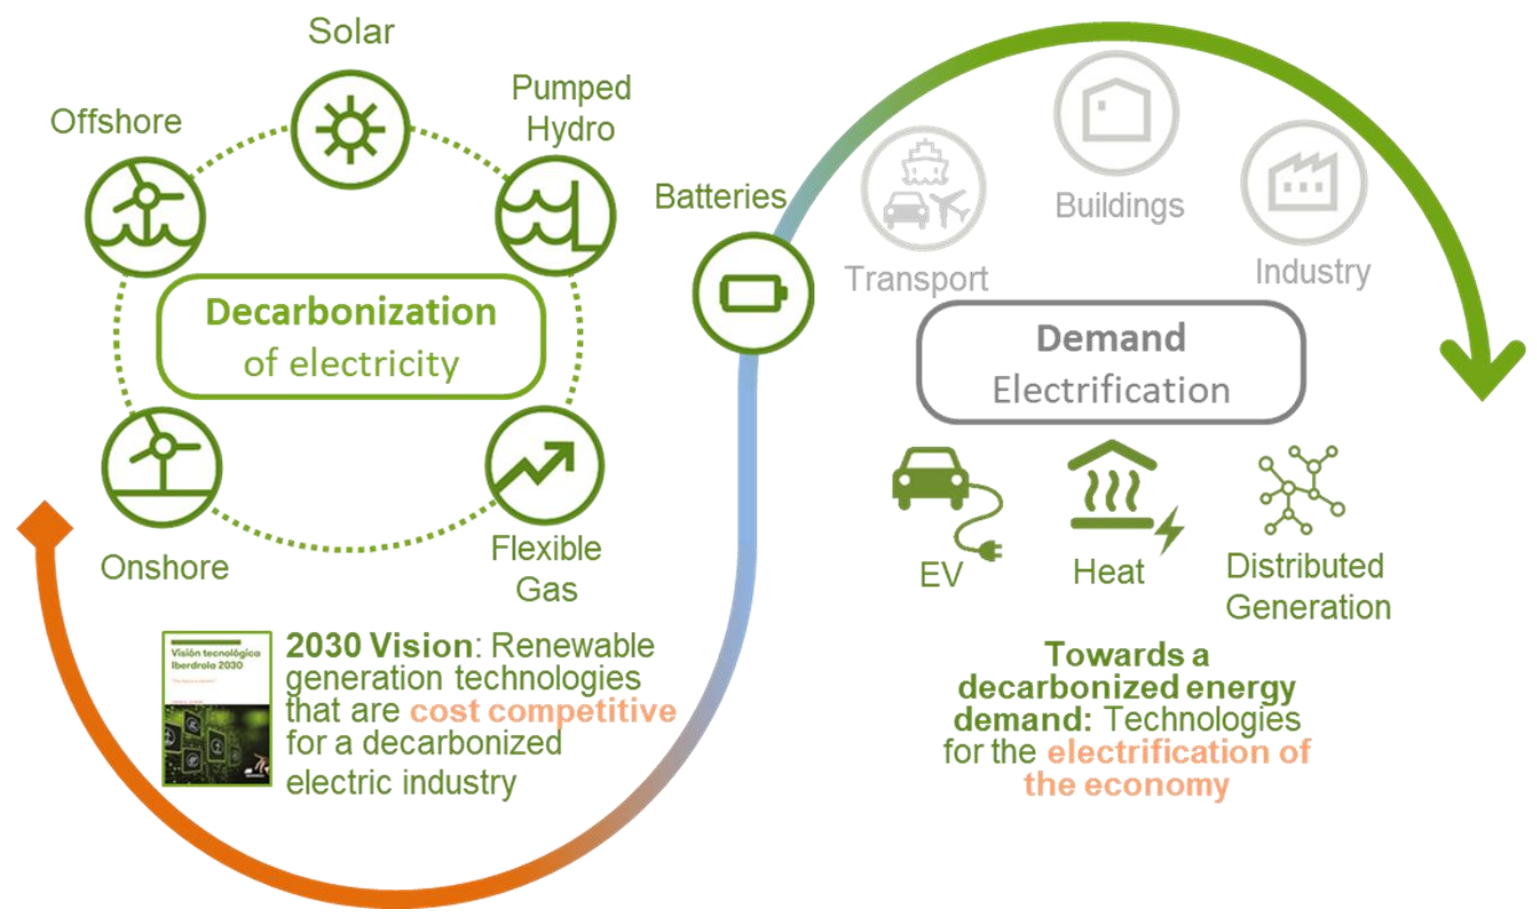 Solar
Offshore
Pumped
Hydro
Decarbonization
of electricity
Onshore
Flexible
Gas
2030 Vision: Renewable
generation technologies
that are cost competitive
for a decarbonized
electric industry
Visión tecnológica
Iberdrola 2030
Batteries
Transport
Buildings
Industry
Demand
Electrification
EV
Heat
Distributed
Generation
Towards a
decarbonized energy
demand: Technologies
for the electrification of
the economy